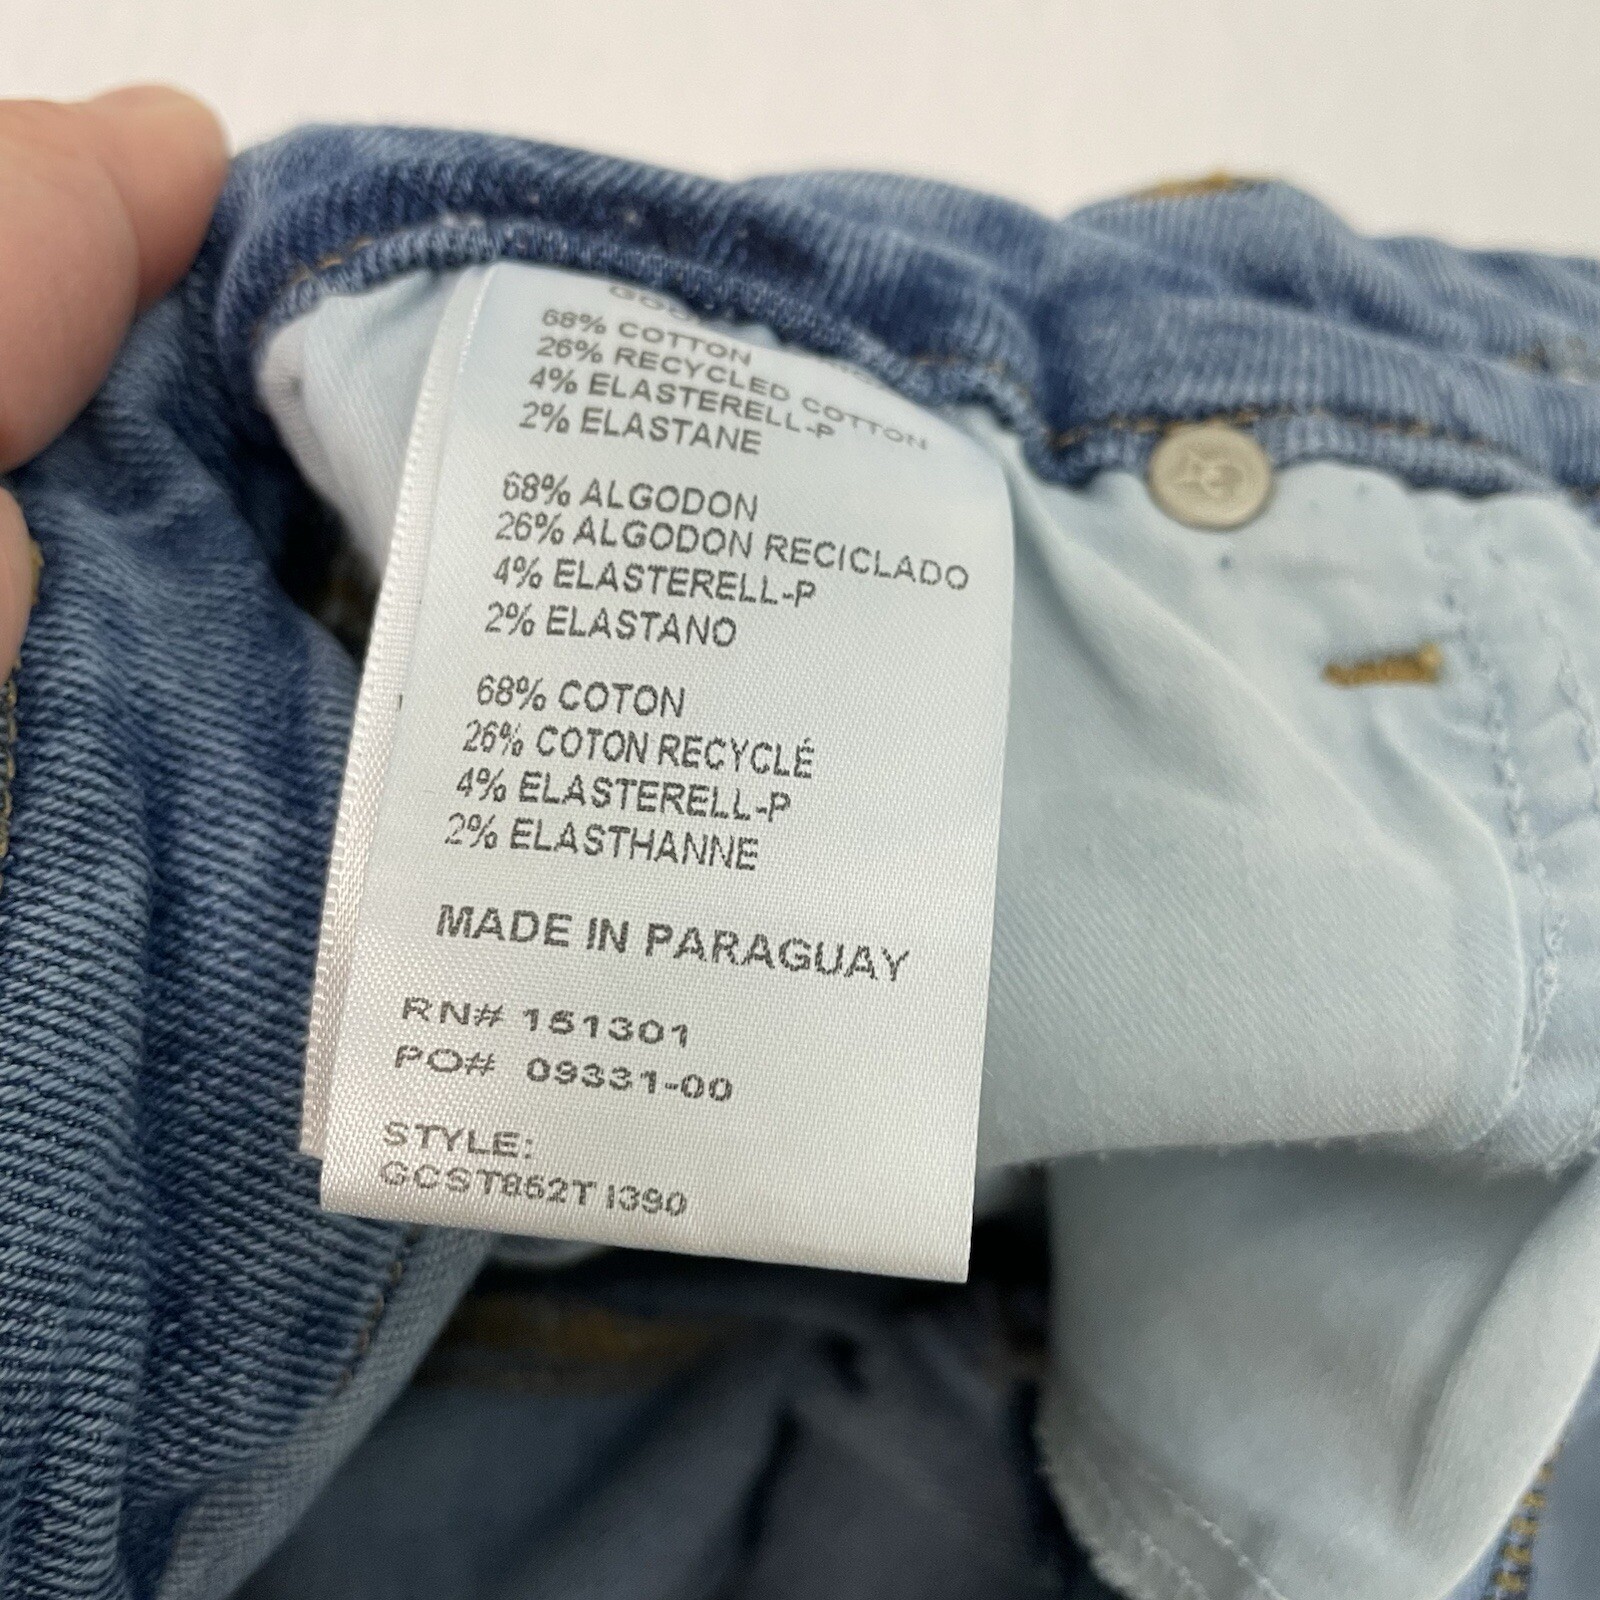 68% COTTON
26% RECYCLED COTTON
4% ELASTERELL-P
2% ELASTANE
68% ALGODON
26% ALGODON RECICLADO
4% ELASTERELL-P
2% ELASTANO
68% COTON
26% COTON RECYCLÉ
4% ELASTERELL-P
2% ELASTHANNE
MADE IN PARAGUAY
RN# 151301
PO# 09331-00
STYLE:
GCST852T I390